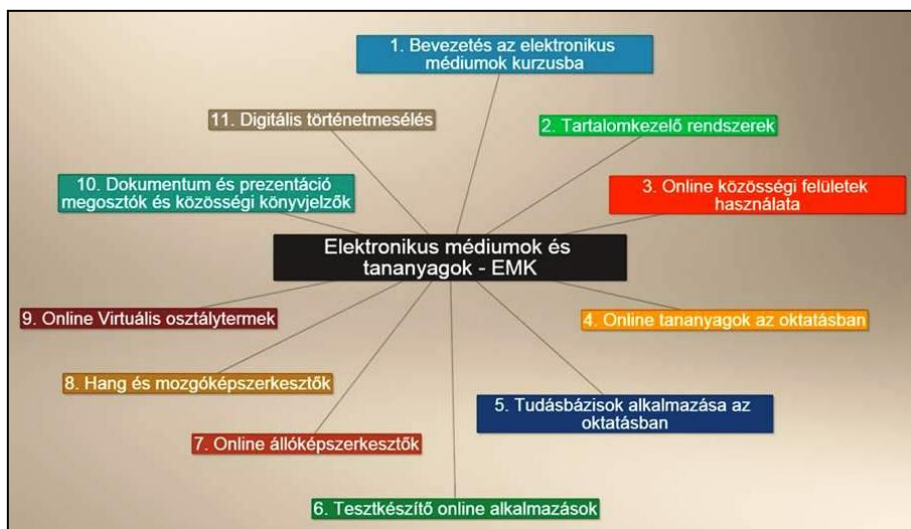 1. Bevezetés az elektronikus
médiumok kurzusba
11. Digitális történetmesélés
2. Tartalomkezelő rendszerek
10. Dokumentum és prezentáció
megosztók és közösségi könyvjelzők
3. Online közösségi felületek
használata
Elektronikus médiumok és
tananyagok - EMK
9. Online Virtuális osztálytermek
4. Online tananyagok az oktatásban
8. Hang és mozgóképszerkesztők
5. Tudásbázisok alkalmazása az
oktatásban
7. Online állóképszerkesztők
6. Tesztkészítő online alkalmazások